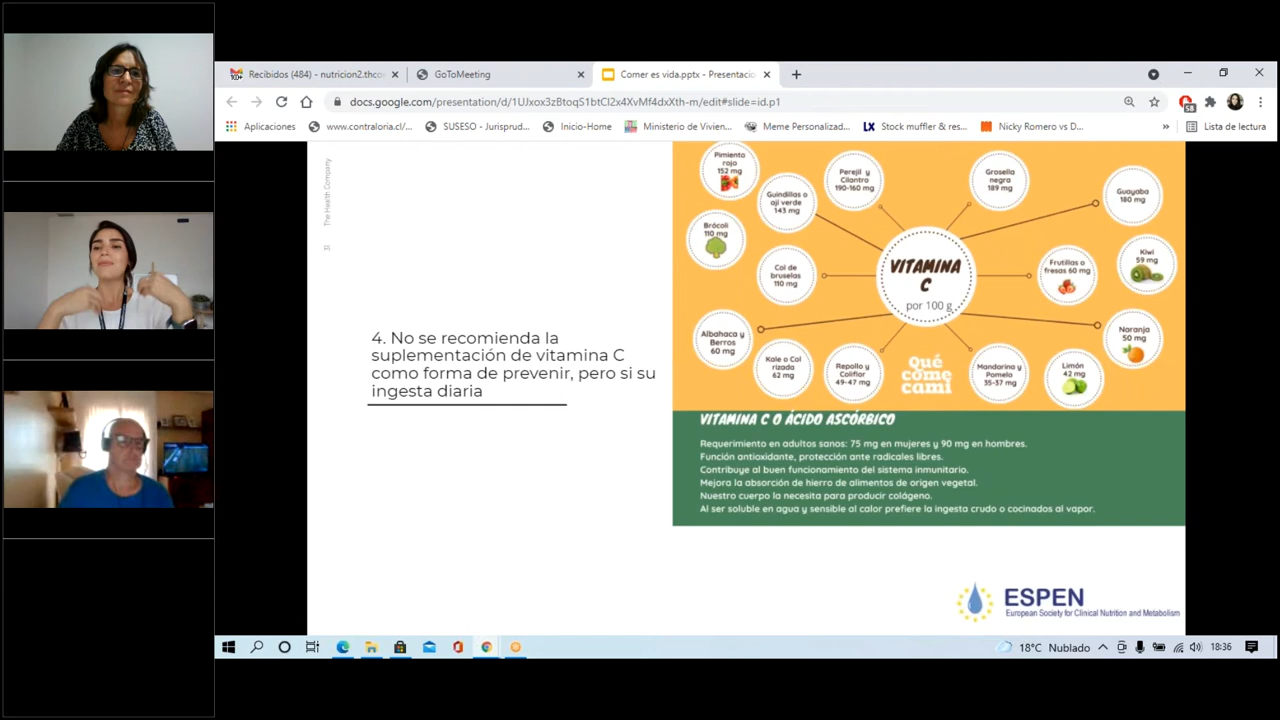 Recibidos (484) - nutricion2.thco
GoToMeeting
Comer es vida.pptx - Presentacio
docs.google.com/presentation/d/1UJxox3zBtoqS1btCl2x4XvMf4dxXth-m/edit#slide=id.p1
58
Aplicaciones
www.contraloria.cl/...
SUSESO - Jurisprud...
Inicio-Home
Ministerio de Vivien...
Meme Personalizad...
LX Stock muffler & res...
Nicky Romero vs D...
»
Lista de lectura
The Health Company
31
4. No se recomienda la
suplementación de vitamina C
como forma de prevenir, pero si su
ingesta diaria
Pimiento
rojo
152 mg
Guindillas o
ají verde
143 mg
Perejil y
Cilantro
190-160 mg
Grosella
negra
189 mg
Guayaba
180 mg
Brócoli
110 mg
Col de
bruselas
110 mg
VITAMINA
C
por 100 g
Frutillas o
fresas 60 mg
Kiwi
59 mg
Albahaca y
Berros
60 mg
Kale o Col
rizada
62 mg
Repollo y
Coliflor
49-47 mg
Qué
come
cami
Mandarina y
Pomelo
35-37 mg
Limón
42 mg
Naranja
50 mg
VITAMINA C O ÁCIDO ASCÓRBICO
Requerimiento en adultos sanos: 75 mg en mujeres y 90 mg en hombres.
Función antioxidante, protección ante radicales libres.
Contribuye al buen funcionamiento del sistema inmunitario.
Mejora la absorción de hierro de alimentos de origen vegetal.
Nuestro cuerpo la necesita para producir colágeno.
Al ser soluble en agua y sensible al calor prefiere la ingesta crudo o cocinados al vapor.
ESPEN
European Society for Clinical Nutrition and Metabolism
18°C Nublado
18:36